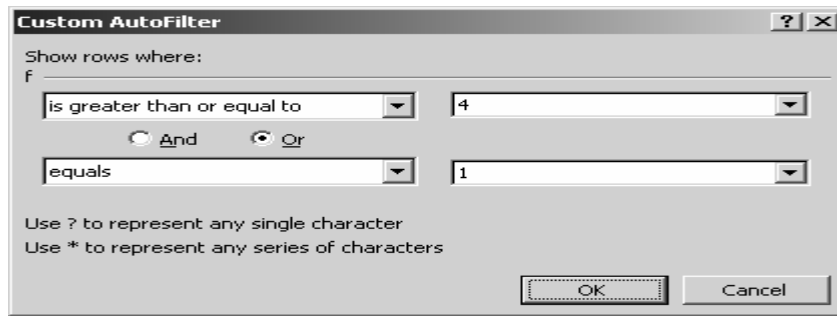 Custom AutoFilter ? ×
Show rows where:
f
is greater than or equal to 4
And Or
equals 1
Use ? to represent any single character
Use * to represent any series of characters
OK Cancel